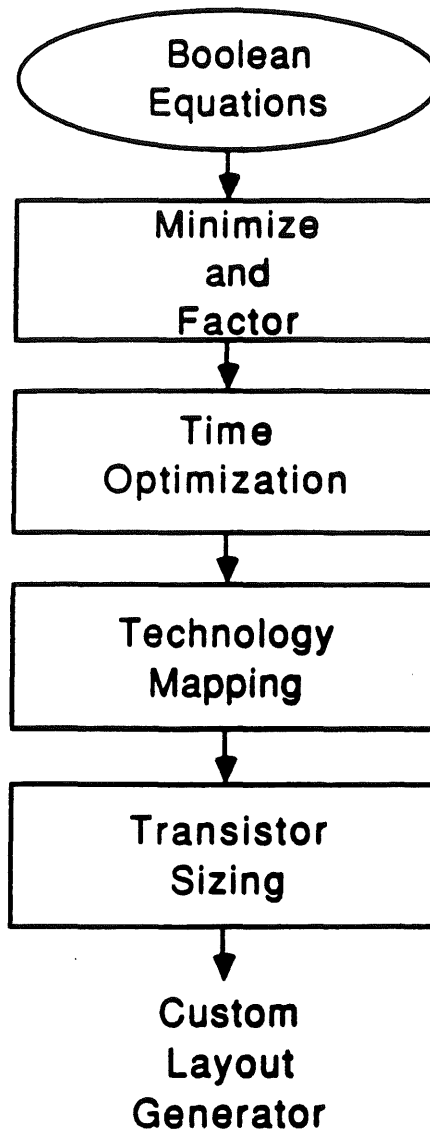 Boolean
Equations
Minimize
and
Factor
Time
Optimization
Technology
Mapping
Transistor
Sizing
Custom
Layout
Generator